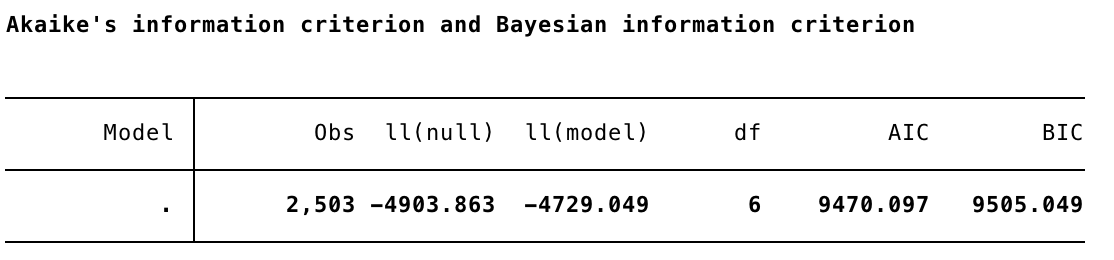 Akaike's information criterion and Bayesian information criterion
Model Obs ll(null) ll(model) df AIC BIC
. 2,503 −4903.863 −4729.049 6 9470.097 9505.049